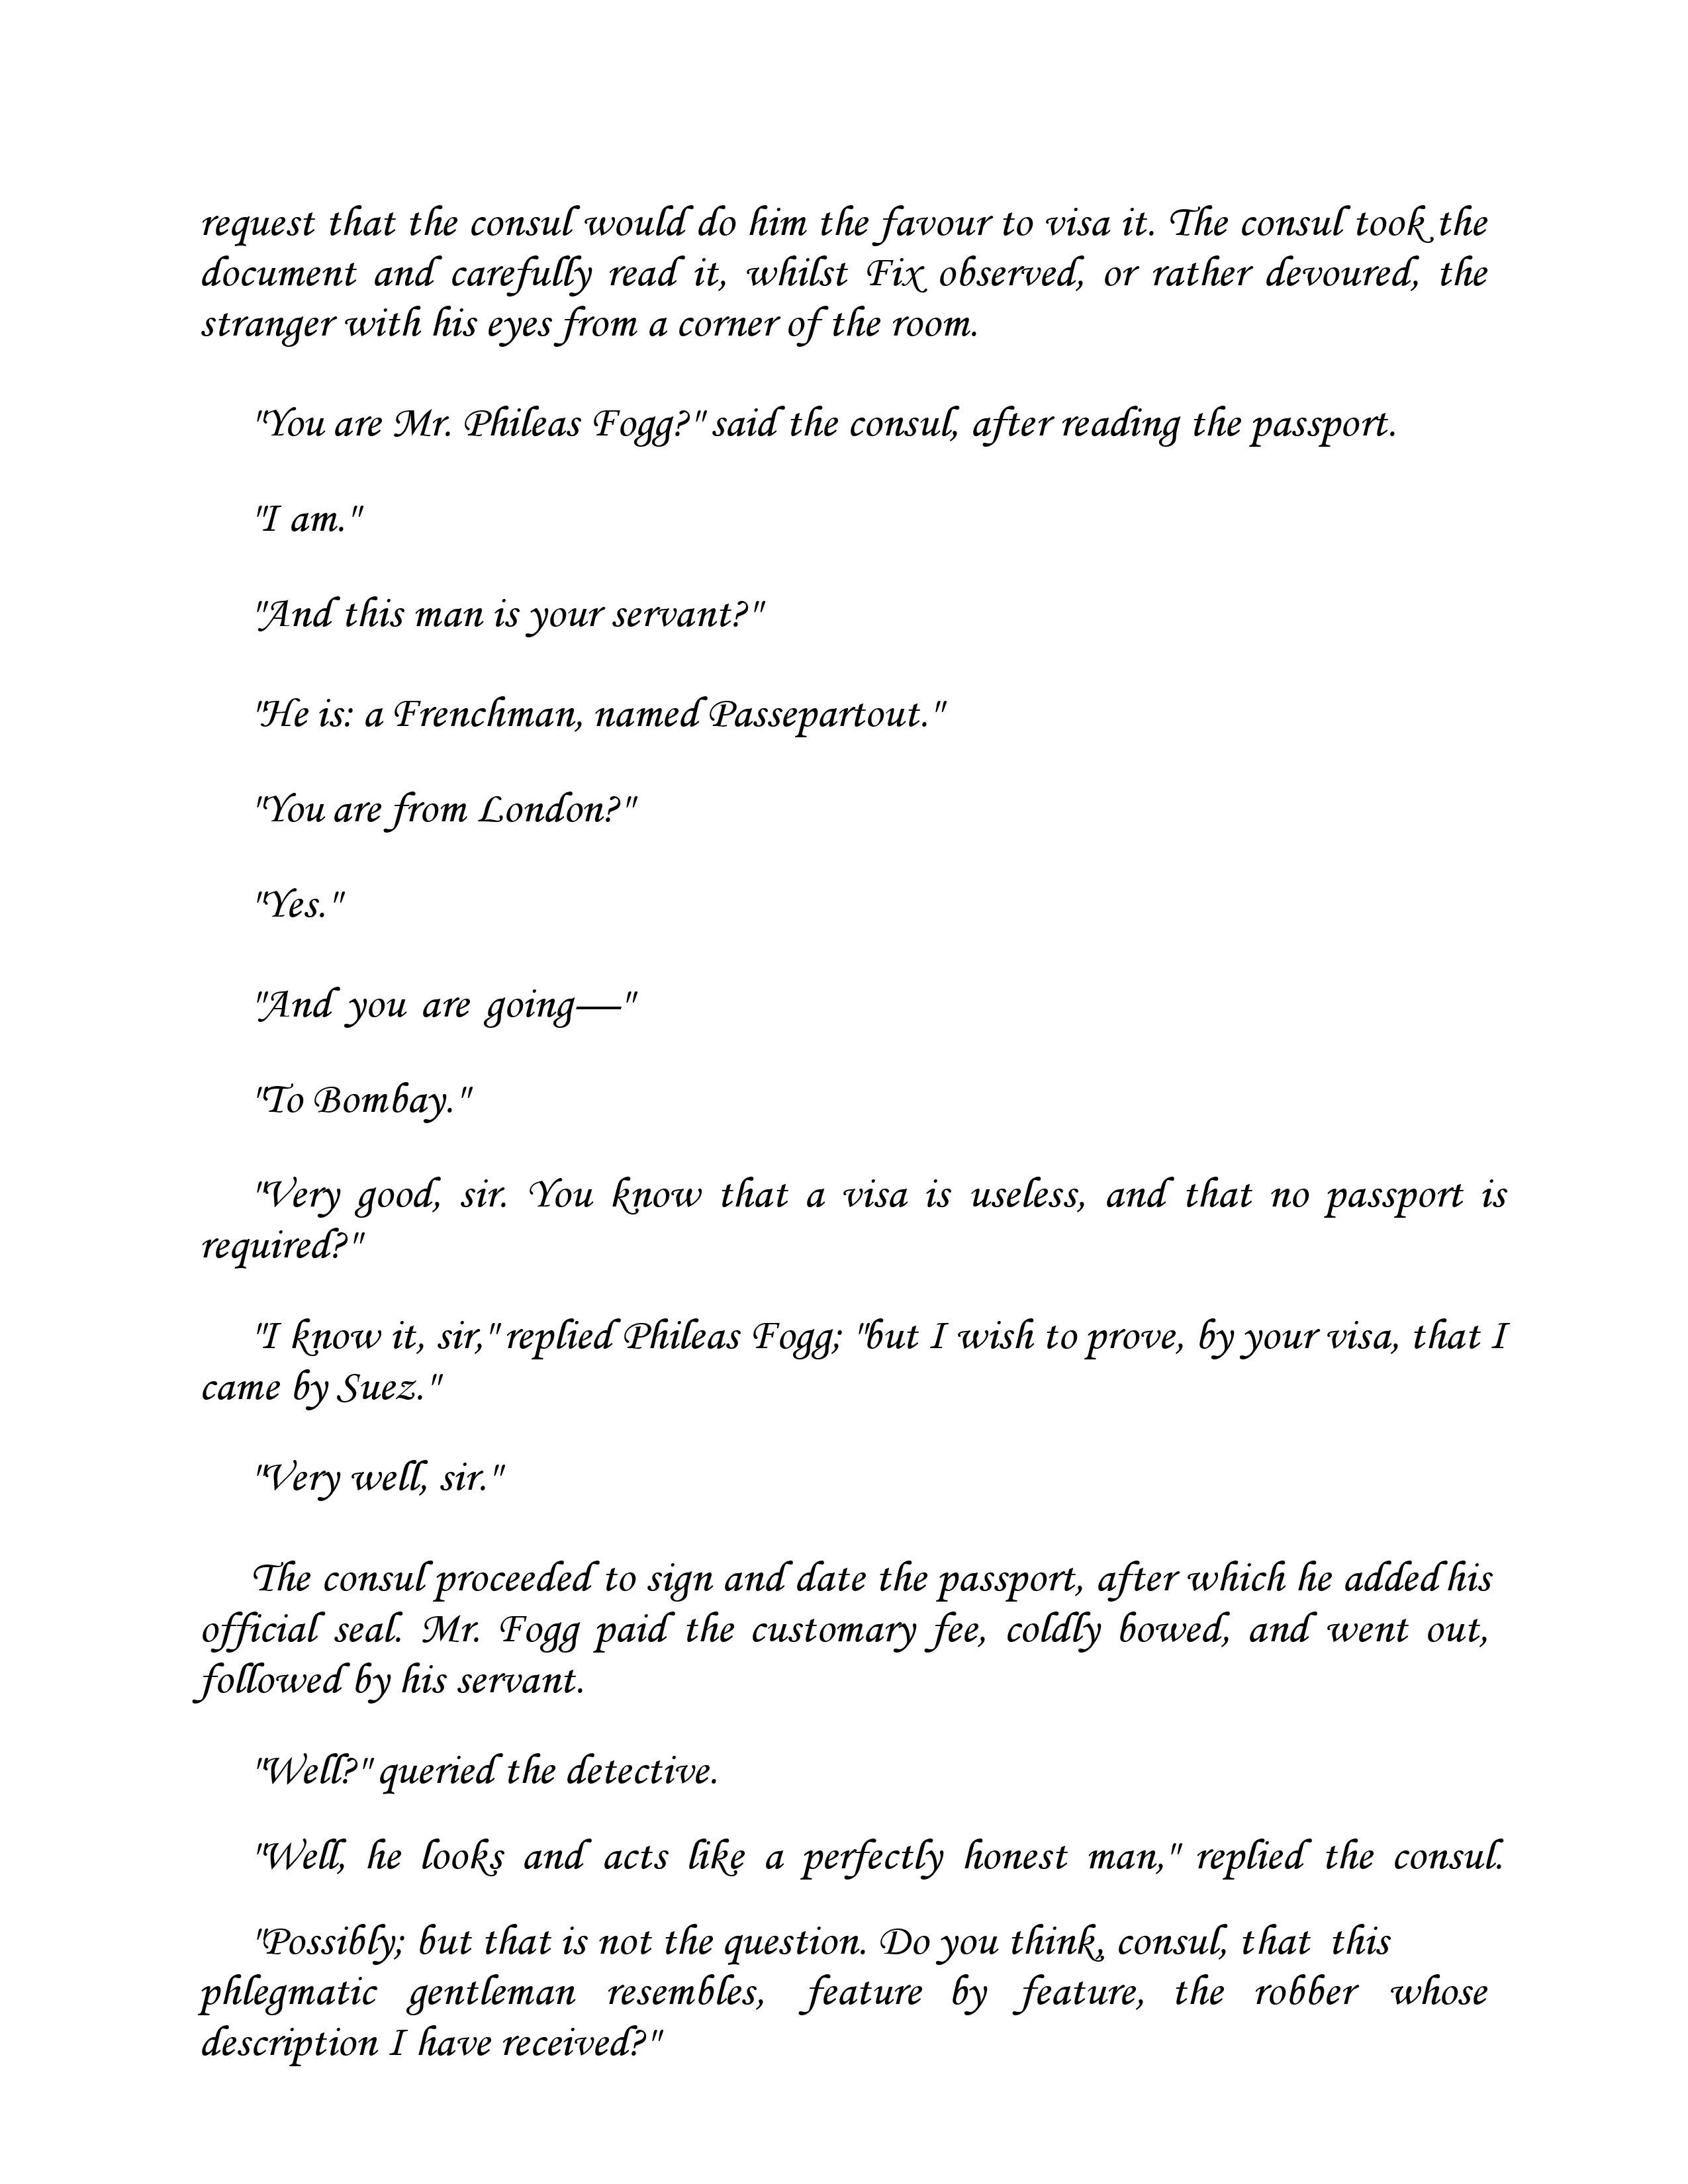 request that the consul would do him the favour to visa it. The consul took the
document and carefully read it, whilst Fix observed, or rather devoured, the
stranger with his eyes from a corner of the room.
"You are Mr. Phileas Fogg?" said the consul, after reading the passport.
"I am."
"And this man is your servant?"
"He is: a Frenchman, named Passepartout."
"You are from London?"
"Yes."
"And you are going—"
"To Bombay."
"Very good, sir. You know that a visa is useless, and that no passport is
required?"
"I know it, sir," replied Phileas Fogg; "but I wish to prove, by your visa, that I
came by Suez."
"Very well, sir."
The consul proceeded to sign and date the passport, after which he added his
official seal. Mr. Fogg paid the customary fee, coldly bowed, and went out,
followed by his servant.
"Well?" queried the detective.
"Well, he looks and acts like a perfectly honest man," replied the consul.
"Possibly; but that is not the question. Do you think, consul, that this
phlegmatic gentleman resembles, feature by feature, the robber whose
description I have received?"